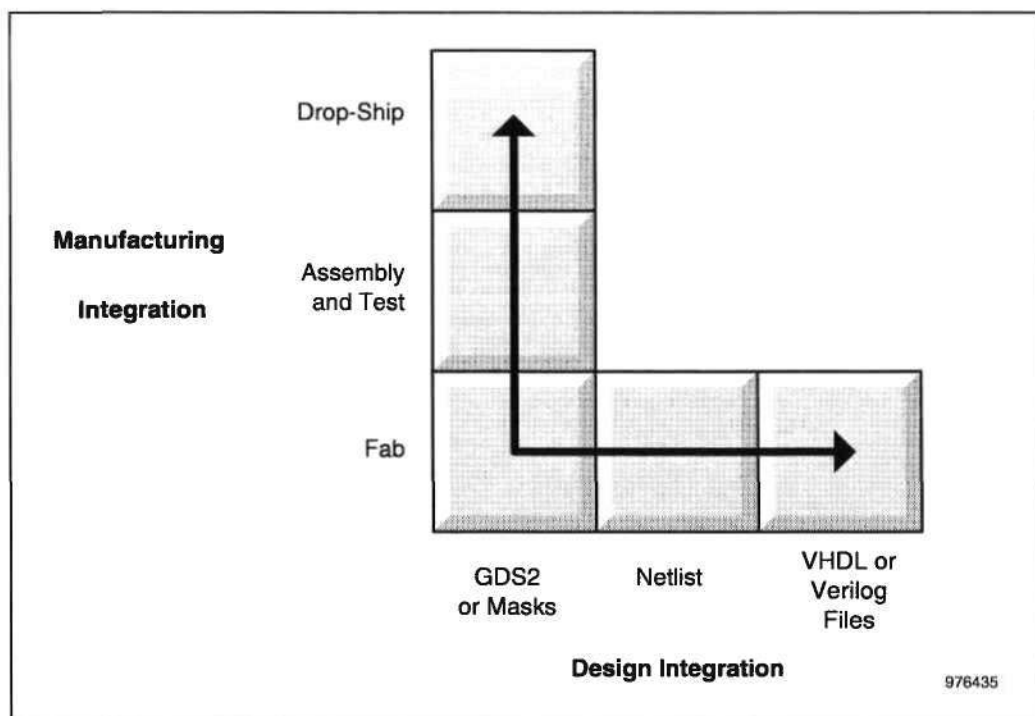 Drop-Ship
Manufacturing
Integration
Assembly
and Test
Fab
GDS2
or Masks
Netlist
VHDL or
Verilog
Files
Design Integration
976435